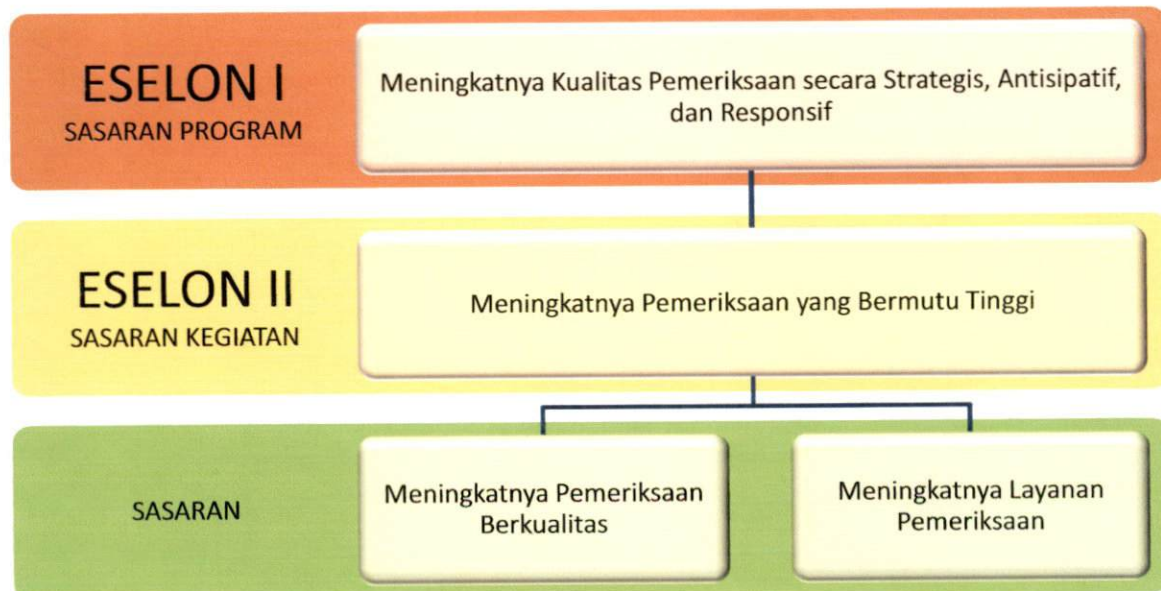 ESELON I
SASARAN PROGRAM
Meningkatnya Kualitas Pemeriksaan secara Strategis, Antisipatif,
dan Responsif
ESELON II
SASARAN KEGIATAN
Meningkatnya Pemeriksaan yang Bermutu Tinggi
SASARAN
Meningkatnya Pemeriksaan
Berkualitas
Meningkatnya Layanan
Pemeriksaan